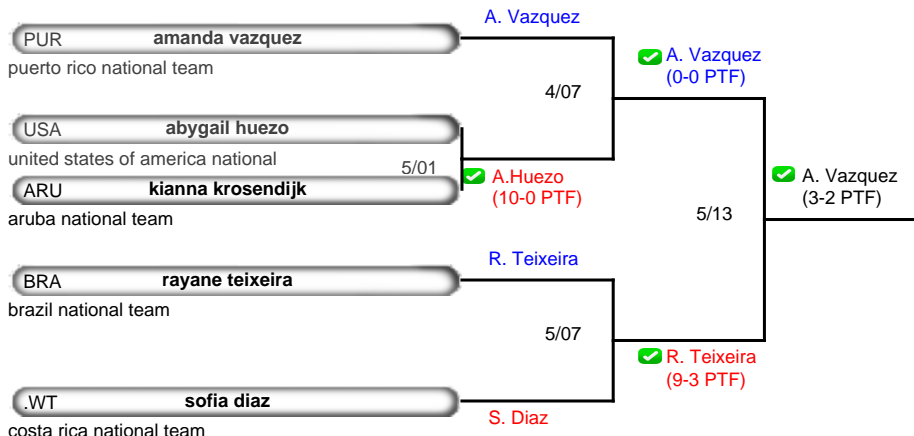 A. Vazquez
PUR amanda vazquez
puerto rico national team
A. Vazquez
(0-0 PTF)
4/07
USA abygail huezo
united states of america national
5/01
A.Huezo
(10-0 PTF)
ARU kianna krosendijk
aruba national team
A. Vazquez
(3-2 PTF)
5/13
R. Teixeira
BRA rayane teixeira
brazil national team
5/07
R. Teixeira
(9-3 PTF)
.WT sofia diaz
S. Diaz
costa rica national team